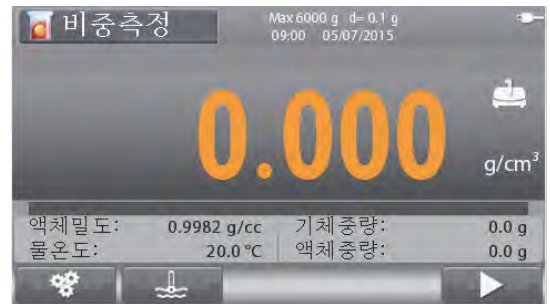 비중측정
Max 6000 g d= 0.1 g
09:00 05/07/2015
0.000
g/cm³
액체밀도: 0.9982 g/cc 기체중량: 0.0 g
물온도: 20.0 °C 액체중량: 0.0 g